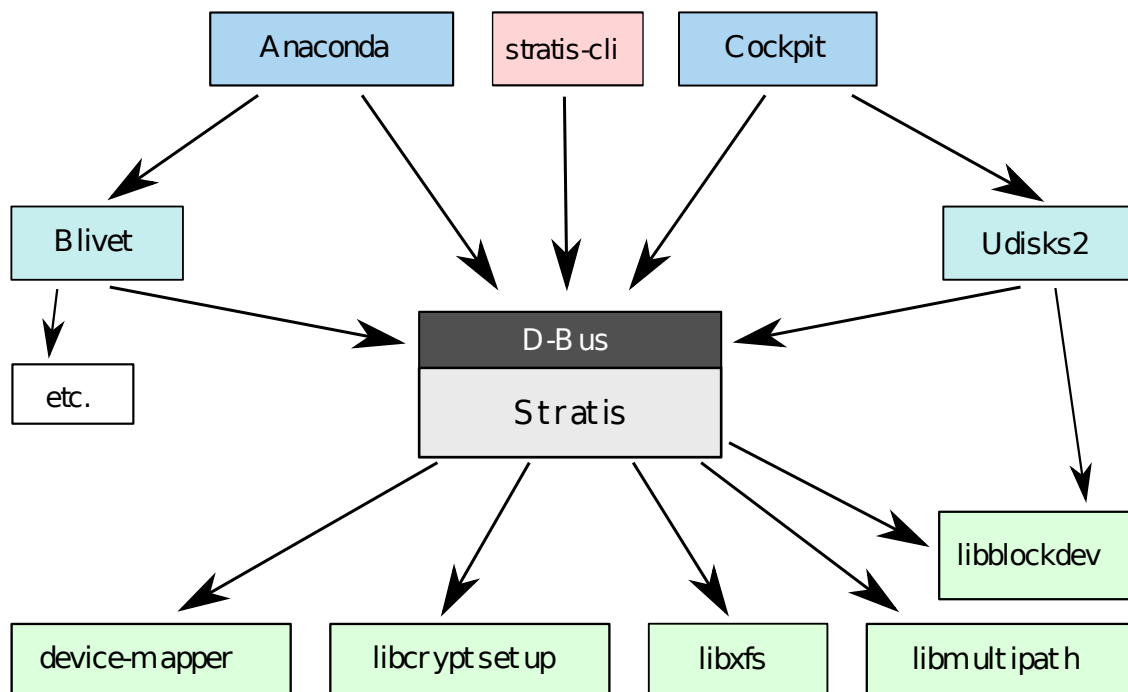 Anaconda
stratis-cli
Cockpit
Blivet
Udisks2
D-Bus
etc.
Stratis
libblockdev
device-mapper
libcryptsetup
libxfs
libmultipath